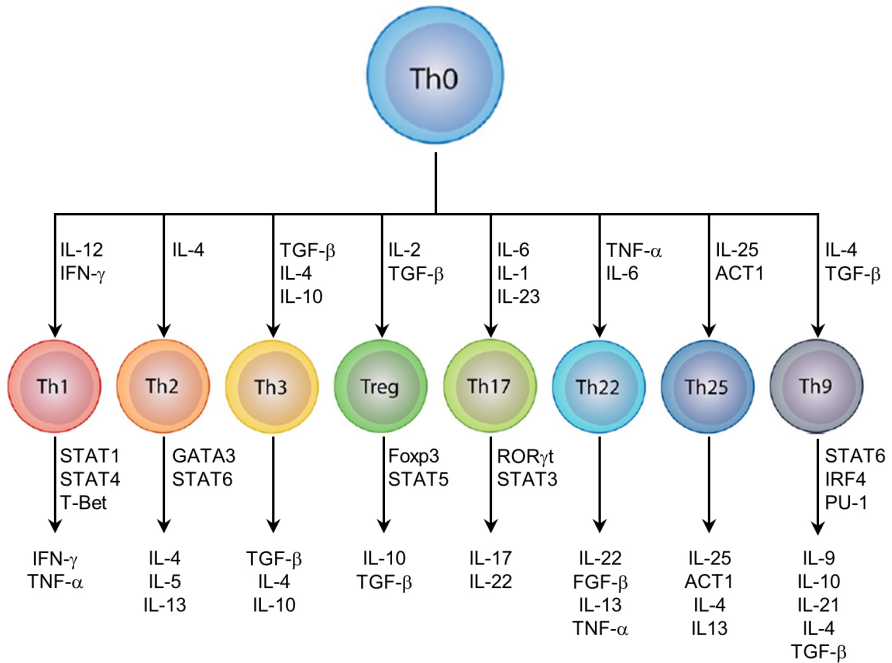 Th0
IL-12
IFN-γ
IL-4
TGF-β
IL-4
IL-10
IL-2
TGF-β
IL-6
IL-1
IL-23
TNF-α
IL-6
IL-25
ACT1
IL-4
TGF-β
Th1
Th2
Th3
Treg
Th17
Th22
Th25
Th9
STAT1
STAT4
T-Bet
GATA3
STAT6
Foxp3
STAT5
RORγt
STAT3
STAT6
IRF4
PU-1
IFN-γ
TNF-α
IL-4
IL-5
IL-13
TGF-β
IL-4
IL-10
IL-10
TGF-β
IL-17
IL-22
IL-22
FGF-β
IL-13
TNF-α
IL-25
ACT1
IL-4
IL13
IL-9
IL-10
IL-21
IL-4
TGF-β